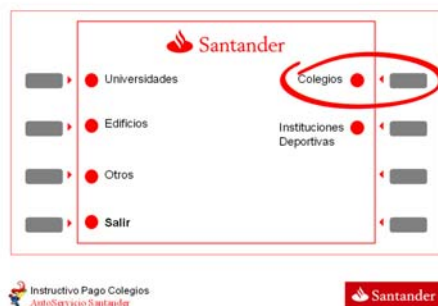 Santander
Universidades
Colegios
Edificios
Instituciones
Deportivas
Otros
Salir
Instructivo Pago Colegios
AutoServicio Santander
Santander